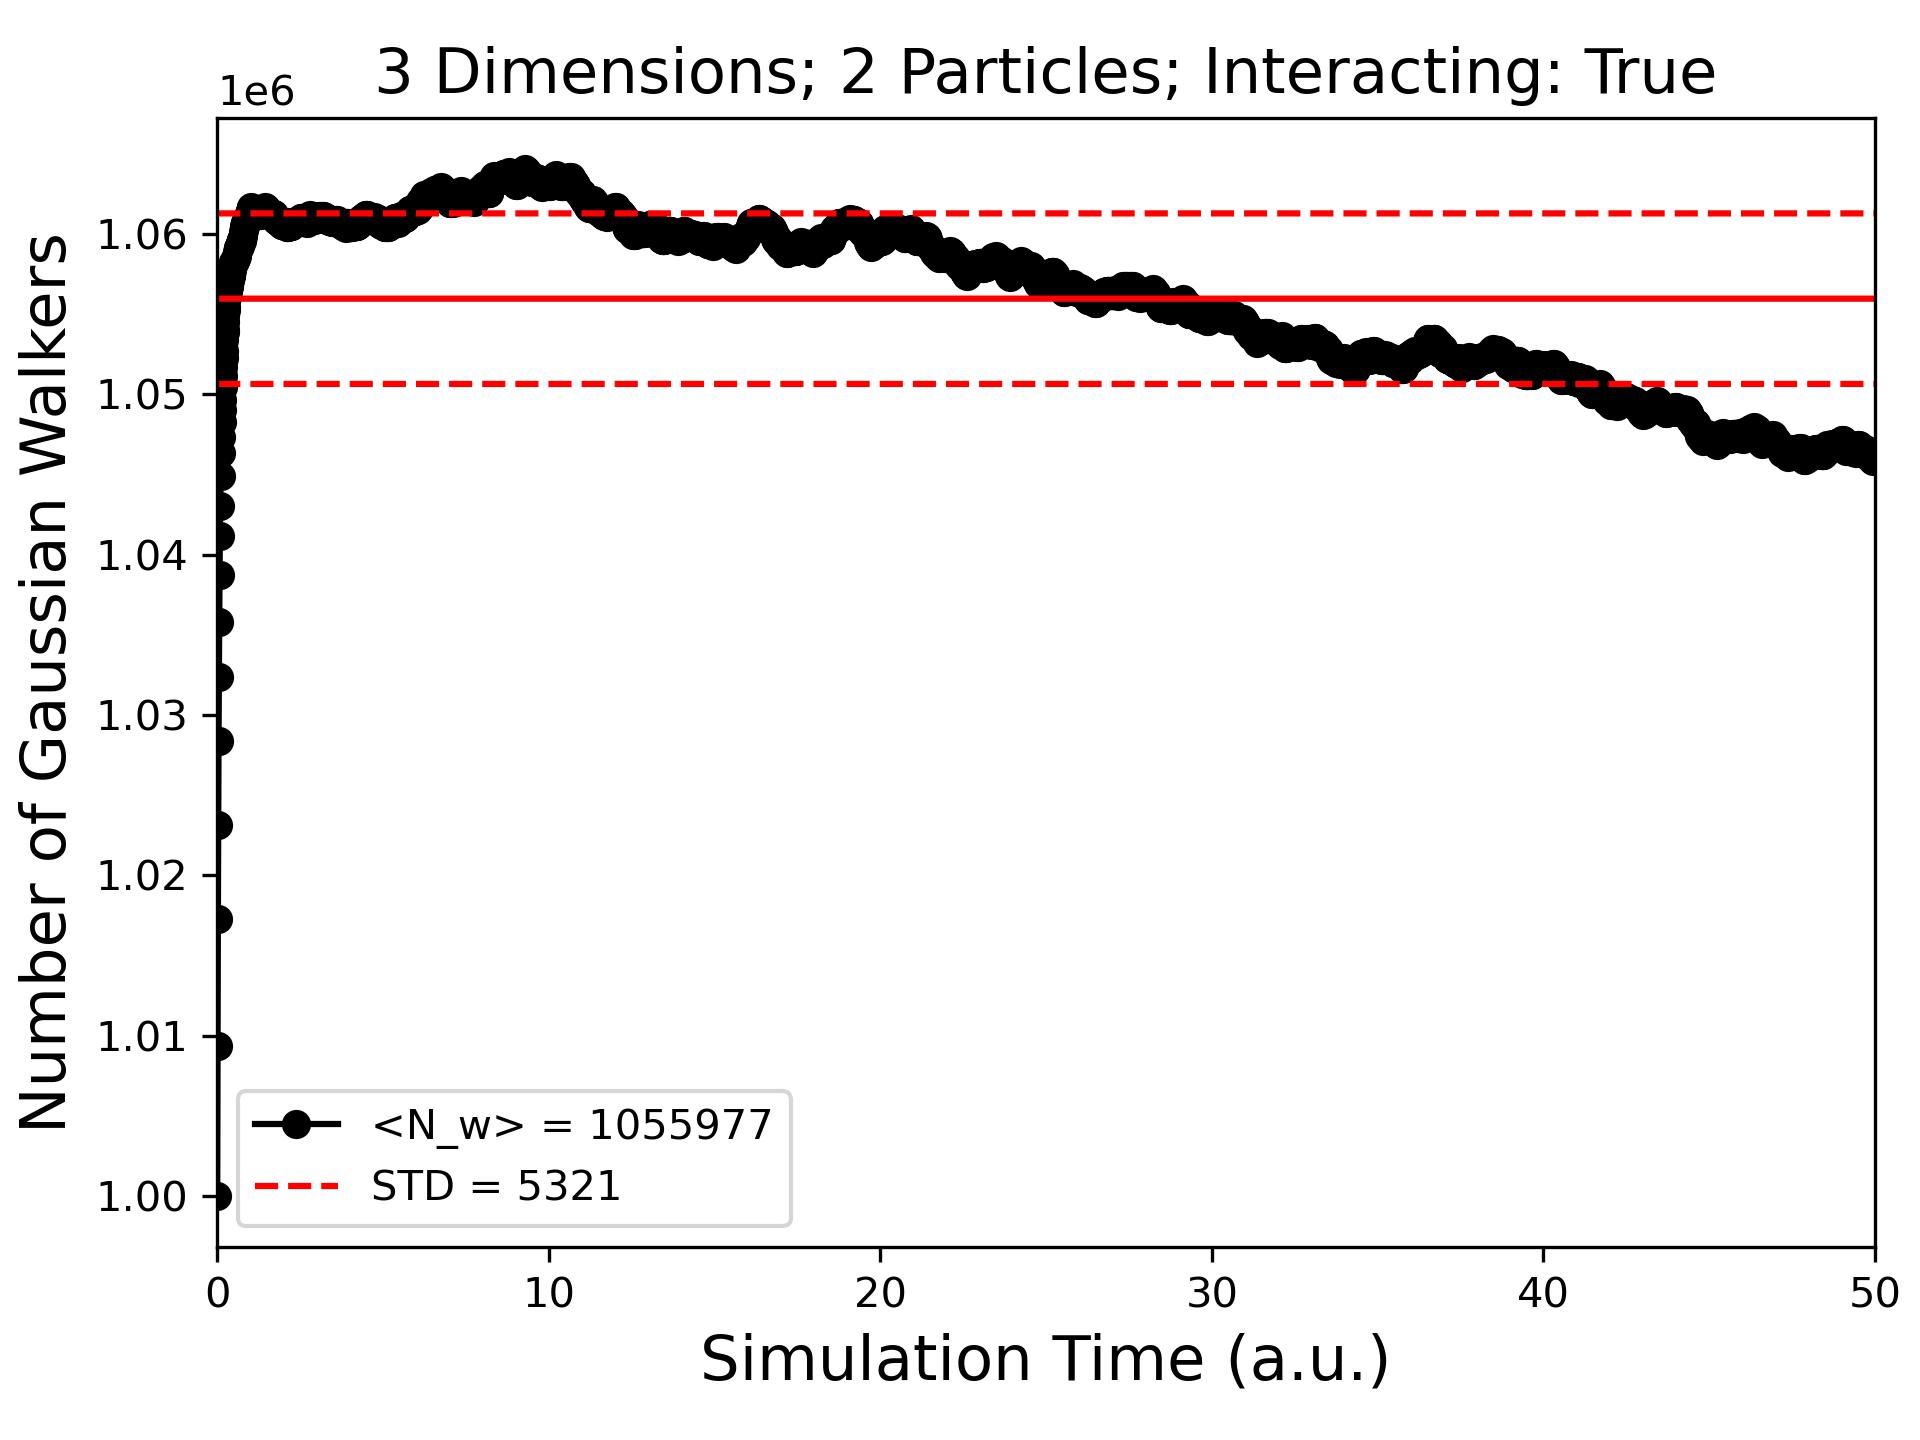 3 Dimensions; 2 Particles; Interacting: True
1e6
Number of Gaussian Walkers
1.06
1.05
1.04
1.03
1.02
1.01
1.00
<N_w> = 1055977
STD = 5321
0 10 20 30 40 50
Simulation Time (a.u.)